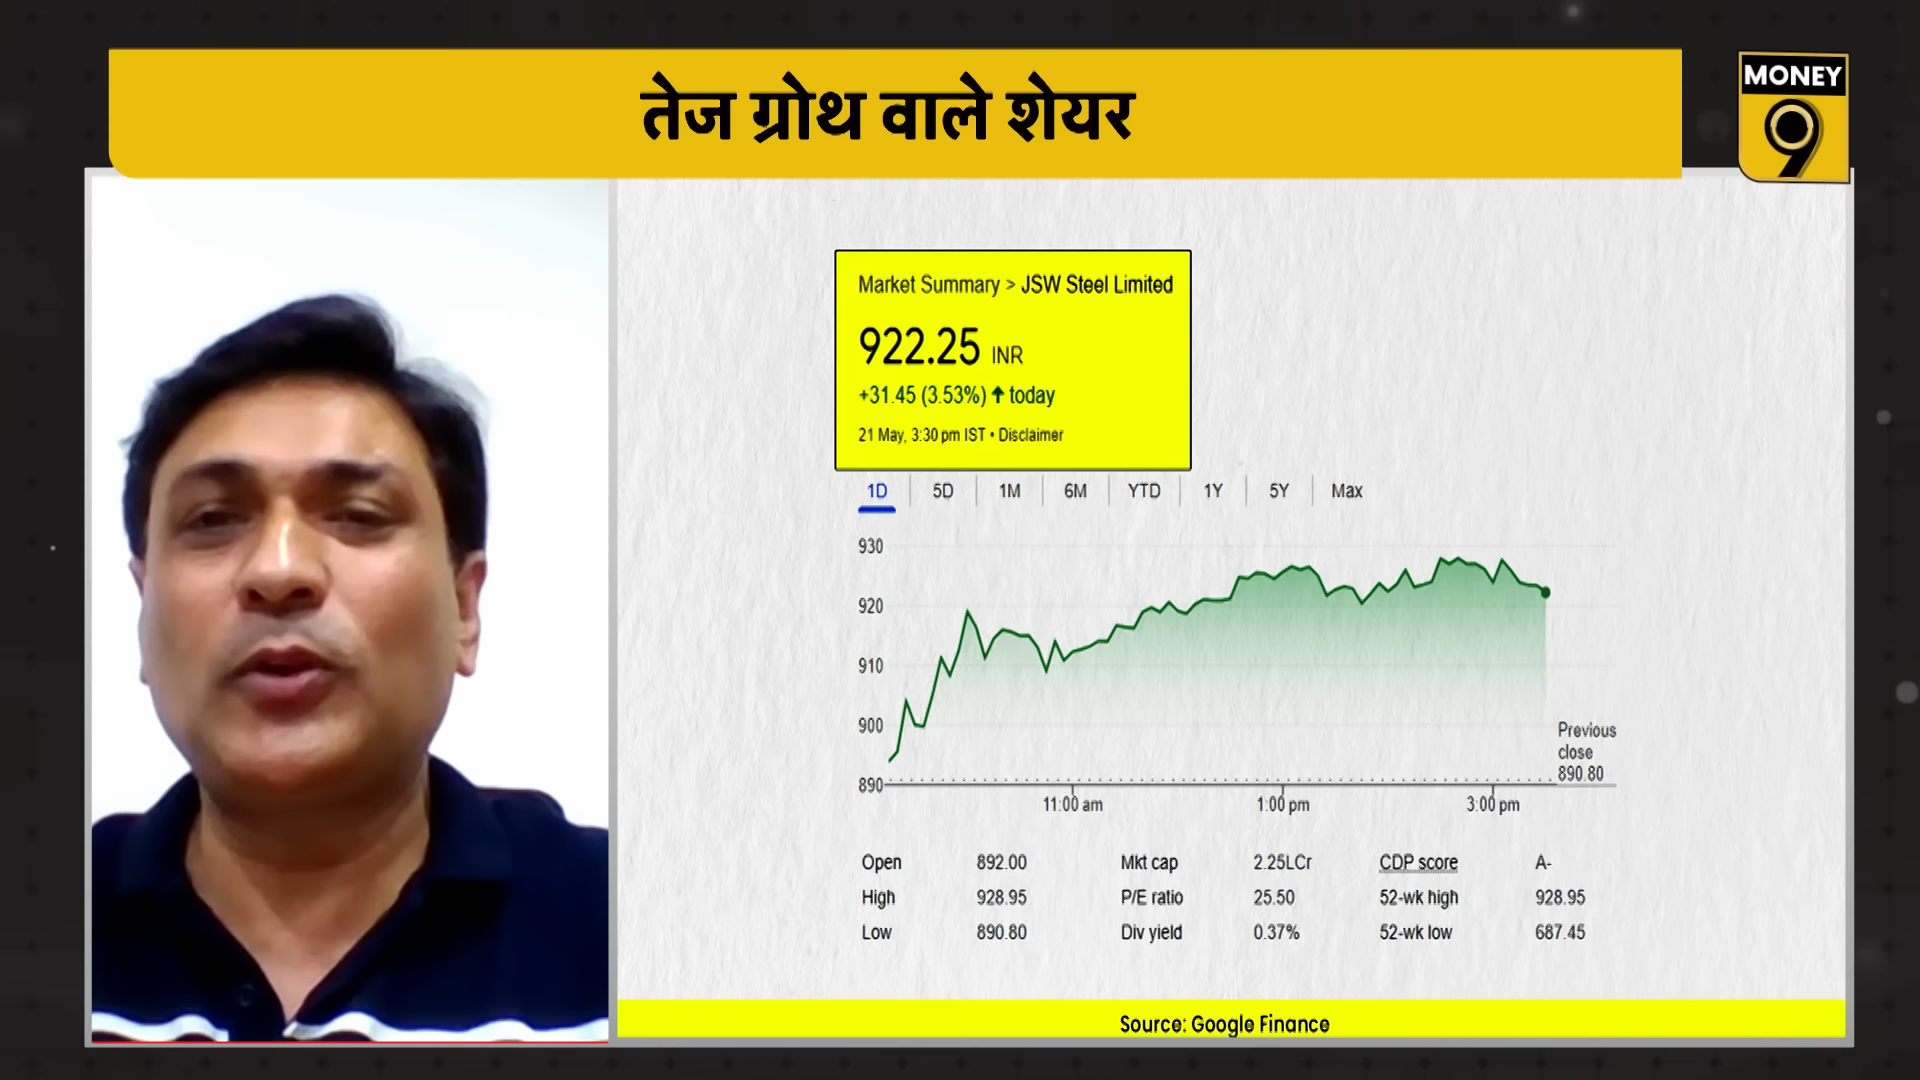 तेज ग्रोथ वाले शेयर
MONEY
9
Market Summary > JSW Steel Limited
922.25 INR
+31.45 (3.53%) ↑ today
21 May, 3:30 pm IST • Disclaimer
1D 5D 1M 6M YTD 1Y 5Y Max
930
920
910
900
890
Previous
close
890.80
11:00 am 1:00 pm 3:00 pm
Open 892.00 Mkt cap 2.25LCr CDP score A-
High 928.95 P/E ratio 25.50 52-wk high 928.95
Low 890.80 Div yield 0.37% 52-wk low 687.45
Source: Google Finance